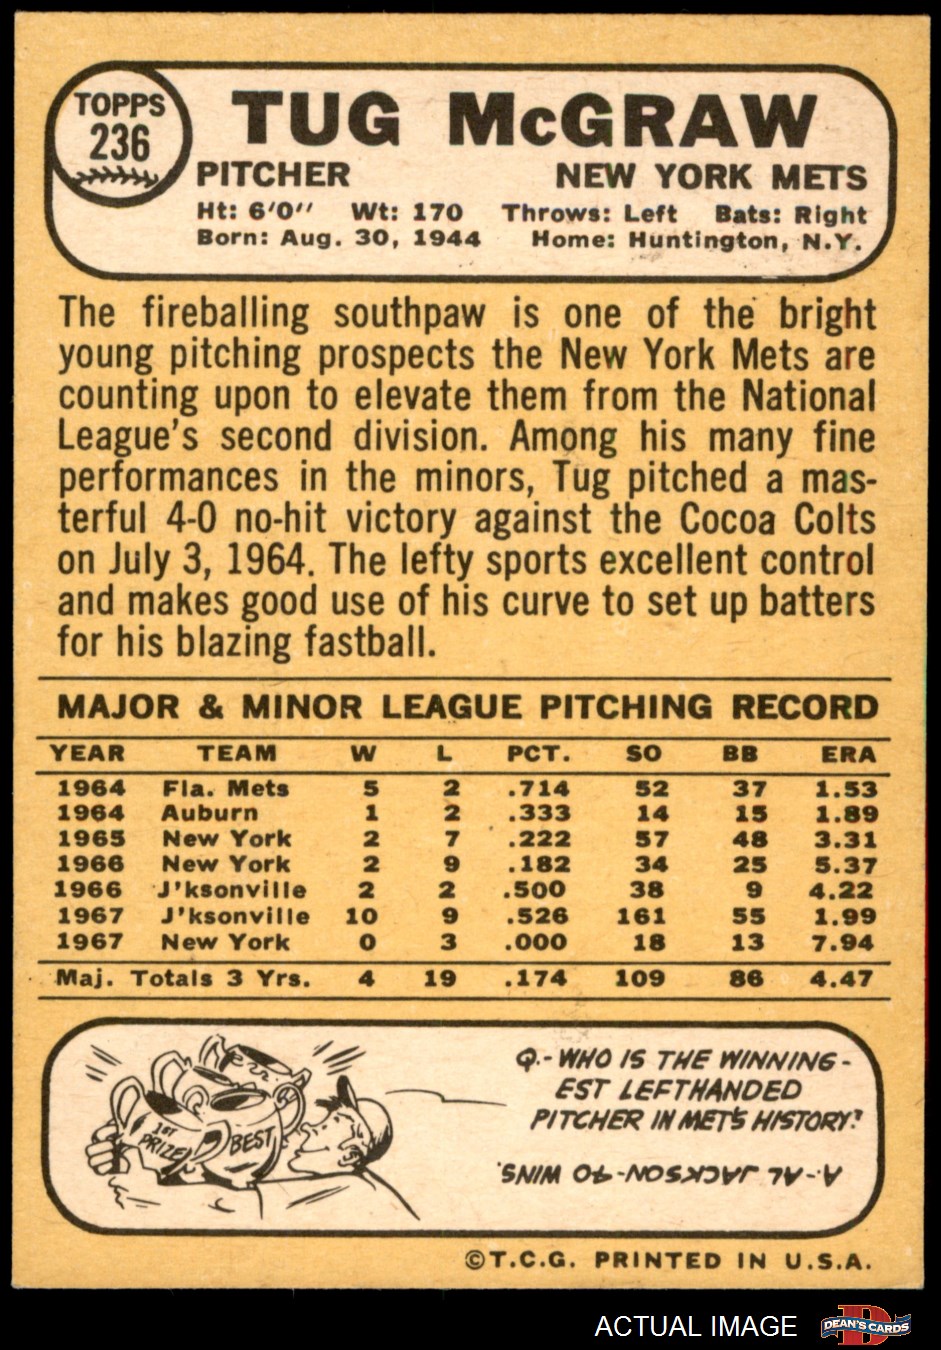 TOPPS
236
TUG McGRAW
PITCHER NEW YORK METS
Ht: 6'0" Wt: 170 Throws: Left Bats: Right
Born: Aug. 30, 1944 Home: Huntington, N.Y.
The fireballing southpaw is one of the bright
young pitching prospects the New York Mets are
counting upon to elevate them from the National
League's second division. Among his many fine
performances in the minors, Tug pitched a mas-
terful 4-0 no-hit victory against the Cocoa Colts
on July 3, 1964. The lefty sports excellent control
and makes good use of his curve to set up batters
for his blazing fastball.
MAJOR & MINOR LEAGUE PITCHING RECORD
YEAR TEAM W L PCT. SO BB ERA
1964 Fla. Mets 5 2 .714 52 37 1.53
1964 Auburn 1 2 .333 14 15 1.89
1965 New York 2 7 .222 57 48 3.31
1966 New York 2 9 .182 34 25 5.37
1966 J'ksonville 2 2 .500 38 9 4.22
1967 J'ksonville 10 9 .526 161 55 1.99
1967 New York 0 3 .000 18 13 7.94
Maj. Totals 3 Yrs. 4 19 .174 109 86 4.47
1ST
PRIZE
BEST
Q.- WHO IS THE WINNING-
EST LEFTHANDED
PITCHER IN MET'S HISTORY?
A-AL JACKSON-40 WINS.
©T.C.G. PRINTED IN U.S.A.
ACTUAL IMAGE
D
DEAN'S CARDS